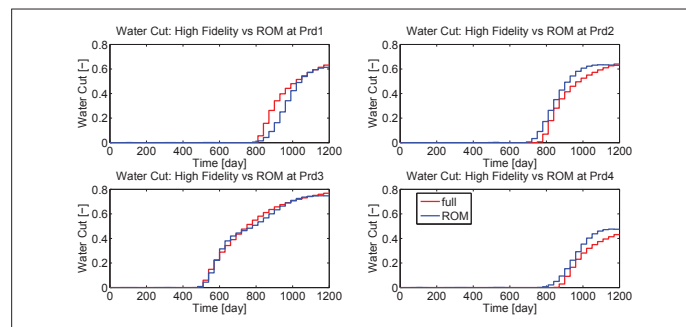 Water Cut: High Fidelity vs ROM at Prd1
Water Cut [−]
0.8
0.6
0.4
0.2
0
0 200 400 600 800 1000 1200
Time [day]
Water Cut: High Fidelity vs ROM at Prd2
Water Cut [−]
0.8
0.6
0.4
0.2
0
0 200 400 600 800 1000 1200
Time [day]
Water Cut: High Fidelity vs ROM at Prd3
Water Cut [−]
0.8
0.6
0.4
0.2
0
0 200 400 600 800 1000 1200
Time [day]
Water Cut: High Fidelity vs ROM at Prd4
Water Cut [−]
0.8
0.6
0.4
0.2
0
full
ROM
0 200 400 600 800 1000 1200
Time [day]